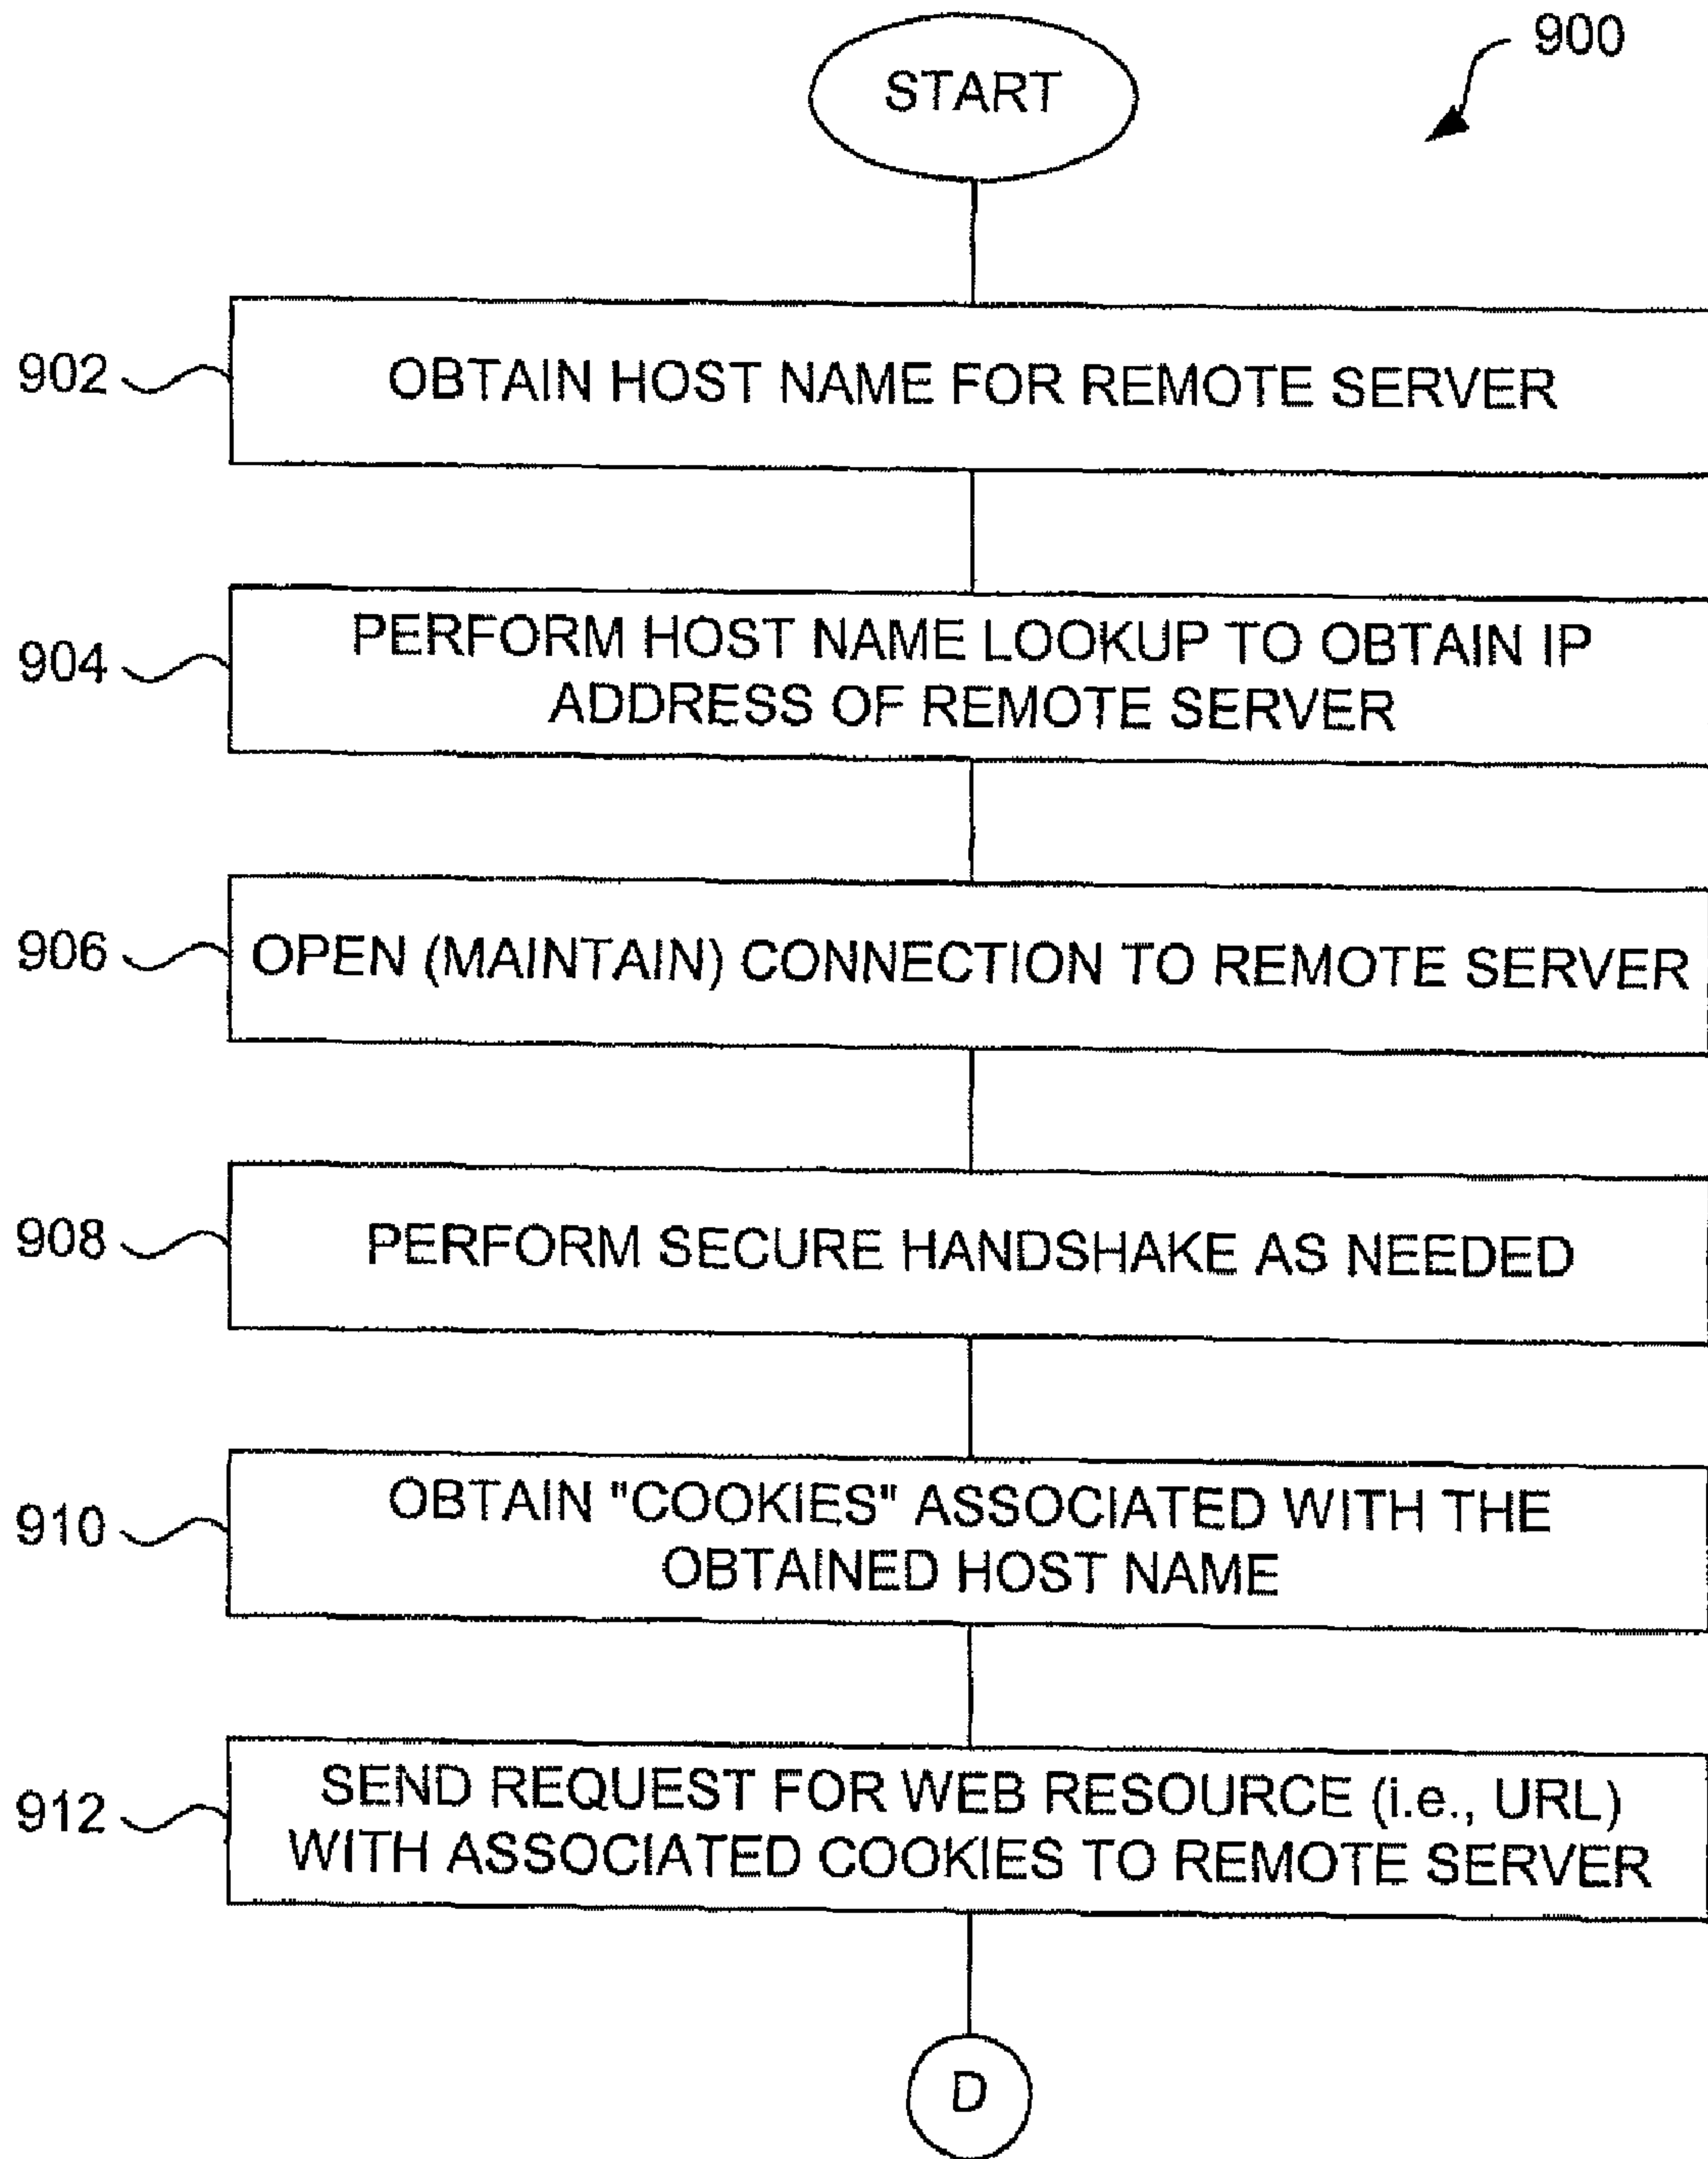 START
900
902
OBTAIN HOST NAME FOR REMOTE SERVER
904
PERFORM HOST NAME LOOKUP TO OBTAIN IP
ADDRESS OF REMOTE SERVER
906
OPEN (MAINTAIN) CONNECTION TO REMOTE SERVER
908
PERFORM SECURE HANDSHAKE AS NEEDED
910
OBTAIN "COOKIES" ASSOCIATED WITH THE
OBTAINED HOST NAME
912
SEND REQUEST FOR WEB RESOURCE (i.e., URL)
WITH ASSOCIATED COOKIES TO REMOTE SERVER
D